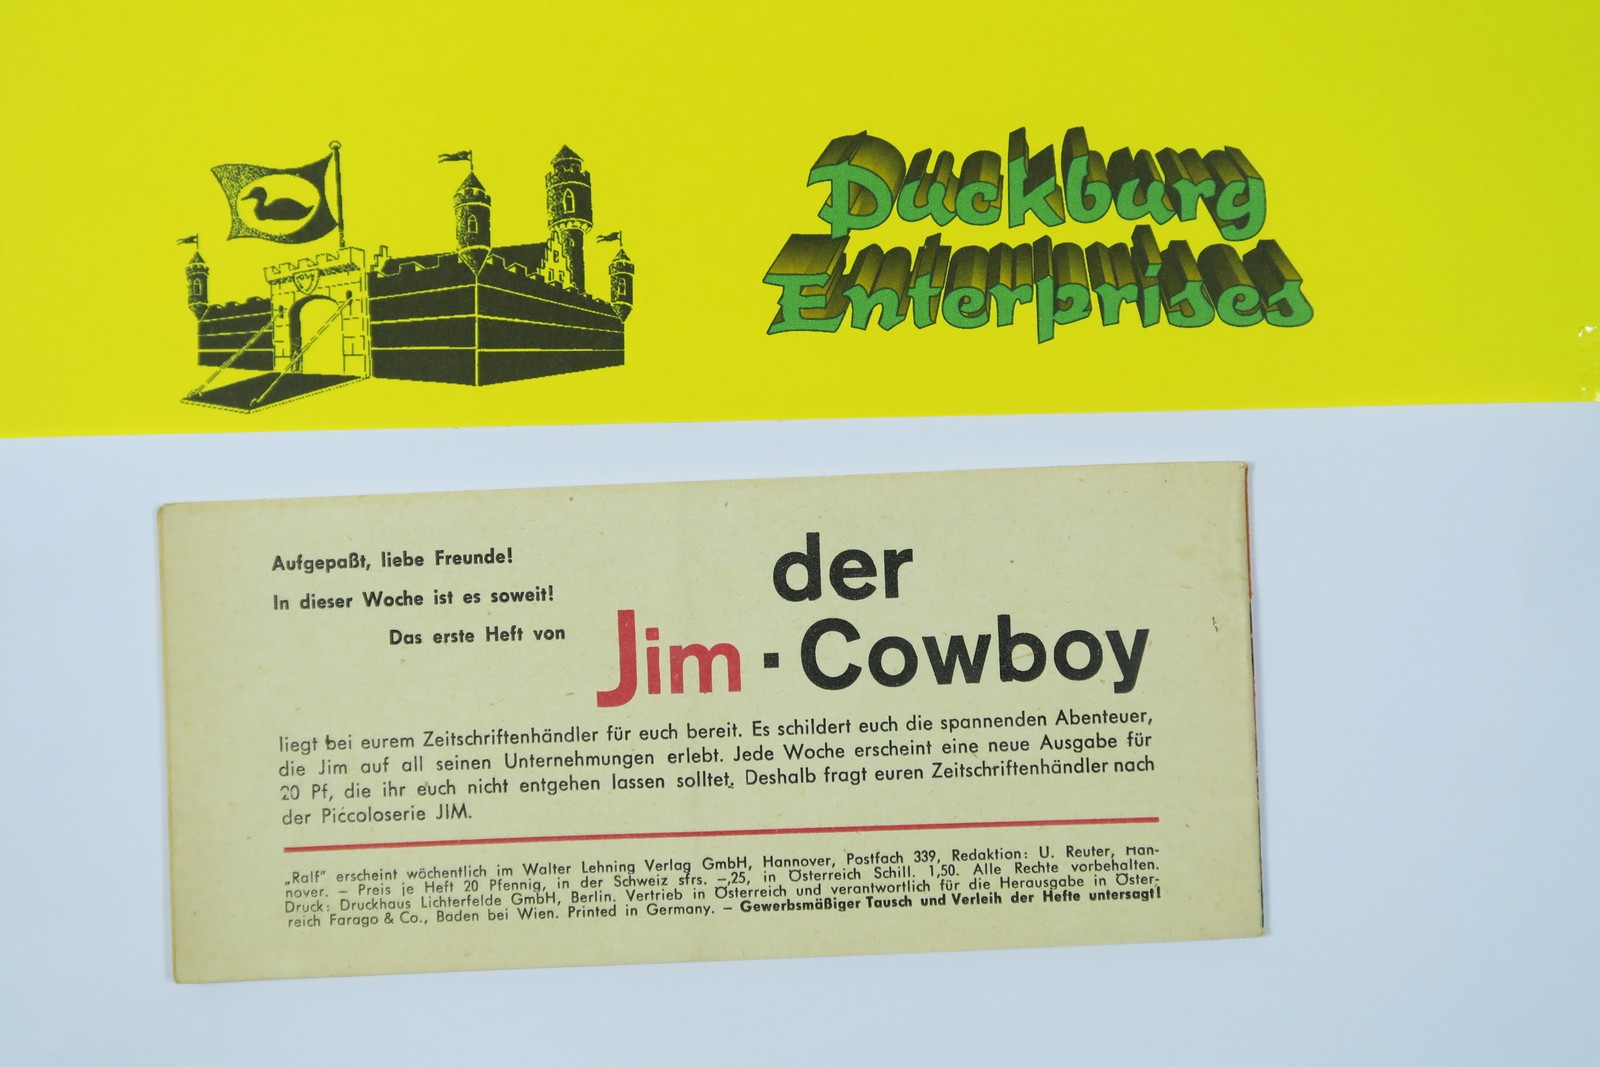 Duckburg
Enterprises
Aufgepaßt, liebe Freunde!
In dieser Woche ist es soweit!
Das erste Heft von
der
Jim · Cowboy
liegt bei eurem Zeitschriftenhändler für euch bereit. Es schildert euch die spannenden Abenteuer,
die Jim auf all seinen Unternehmungen erlebt. Jede Woche erscheint eine neue Ausgabe für
20 Pf, die ihr euch nicht entgehen lassen solltet. Deshalb fragt euren Zeitschriftenhändler nach
der Piccoloserie JIM.
„Ralf" erscheint wöchentlich im Walter Lehning Verlag GmbH, Hannover, Postfach 339, Redaktion: U. Reuter, Han-
nover. – Preis je Heft 20 Pfennig, in der Schweiz sfrs. –,25, in Österreich Schill. 1,50. Alle Rechte vorbehalten.
Druck: Druckhaus Lichterfelde GmbH, Berlin. Vertrieb in Österreich und verantwortlich für die Herausgabe in Öster-
reich Farago & Co., Baden bei Wien. Printed in Germany. – Gewerbsmäßiger Tausch und Verleih der Hefte untersagt!